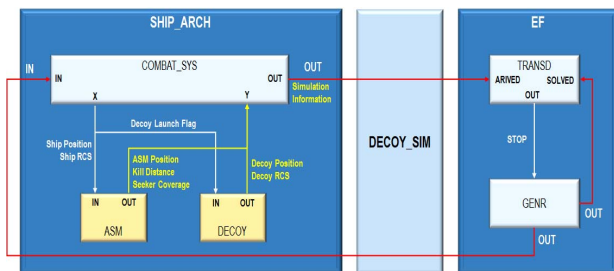 SHIP_ARCH
EF
IN
COMBAT_SYS
IN
OUT
OUT
X
Y
Simulation
Information
TRANSD
ARIVED
SOLVED
OUT
Decoy Launch Flag
Ship Position
Ship RCS
ASM Position
Kill Distance
Seeker Coverage
Decoy Position
Decoy RCS
DECOY_SIM
STOP
IN
OUT
ASM
IN
OUT
DECOY
GENR
OUT
OUT